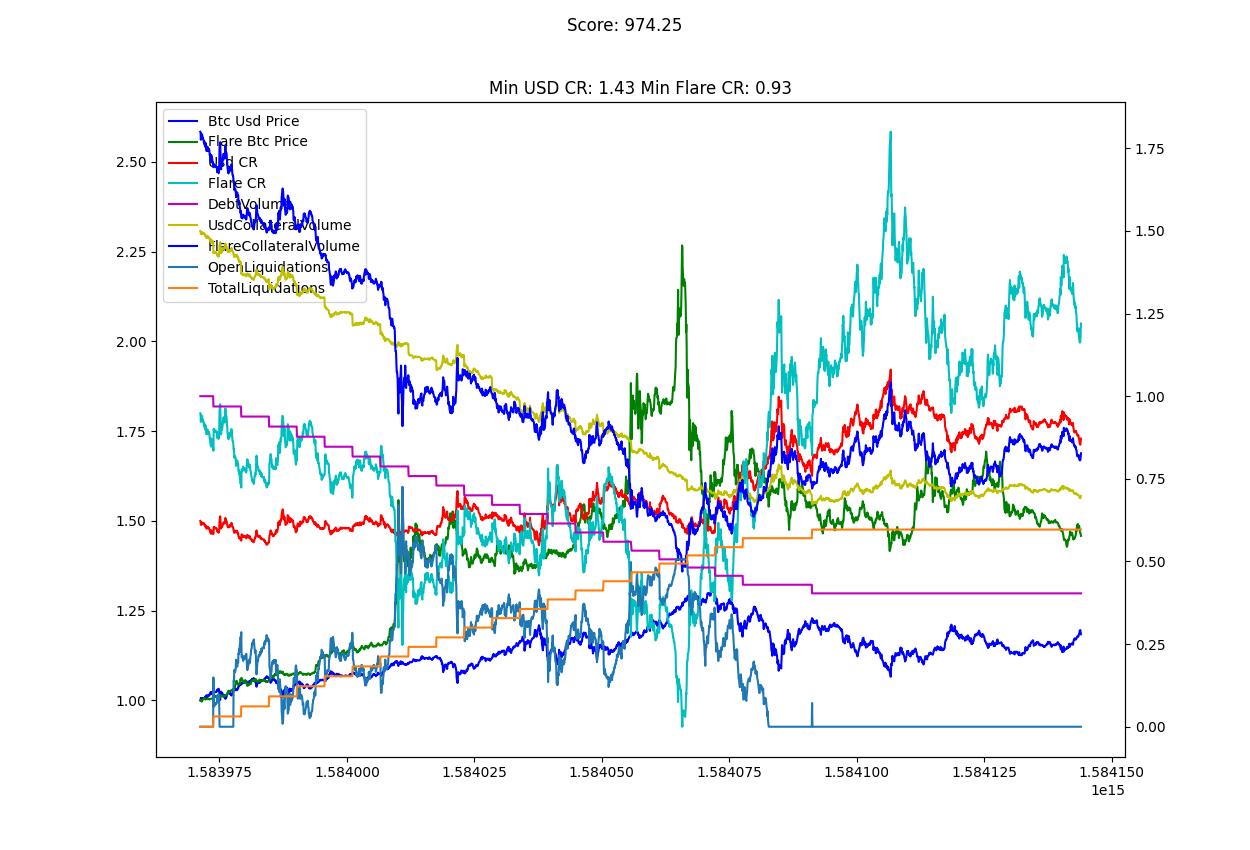 Score: 974.25
Min USD CR: 1.43 Min Flare CR: 0.93
Btc Usd Price
Flare Btc Price
Usd CR
Flare CR
DebtVolume
UsdCollateralVolume
FlareCollateralVolume
OpenLiquidations
TotalLiquidations
2.50
2.25
2.00
1.75
1.50
1.25
1.00
1.75
1.50
1.25
1.00
0.75
0.50
0.25
0.00
1.583975 1.584000 1.584025 1.584050 1.584075 1.584100 1.584125 1.584150
1e15